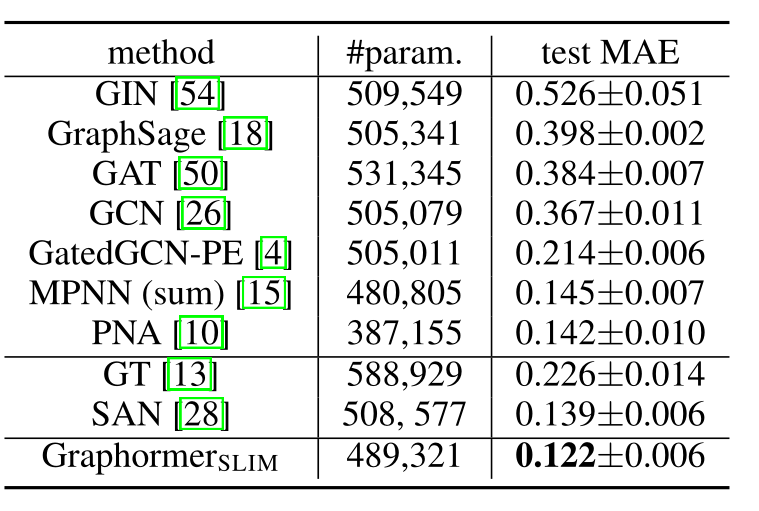 method #param. test MAE
GIN [54] 509,549 0.526±0.051
GraphSage [18] 505,341 0.398±0.002
GAT [50] 531,345 0.384±0.007
GCN [26] 505,079 0.367±0.011
GatedGCN-PE [4] 505,011 0.214±0.006
MPNN (sum) [15] 480,805 0.145±0.007
PNA [10] 387,155 0.142±0.010
GT [13] 588,929 0.226±0.014
SAN [28] 508, 577 0.139±0.006
GraphormerSLIM 489,321 0.122±0.006